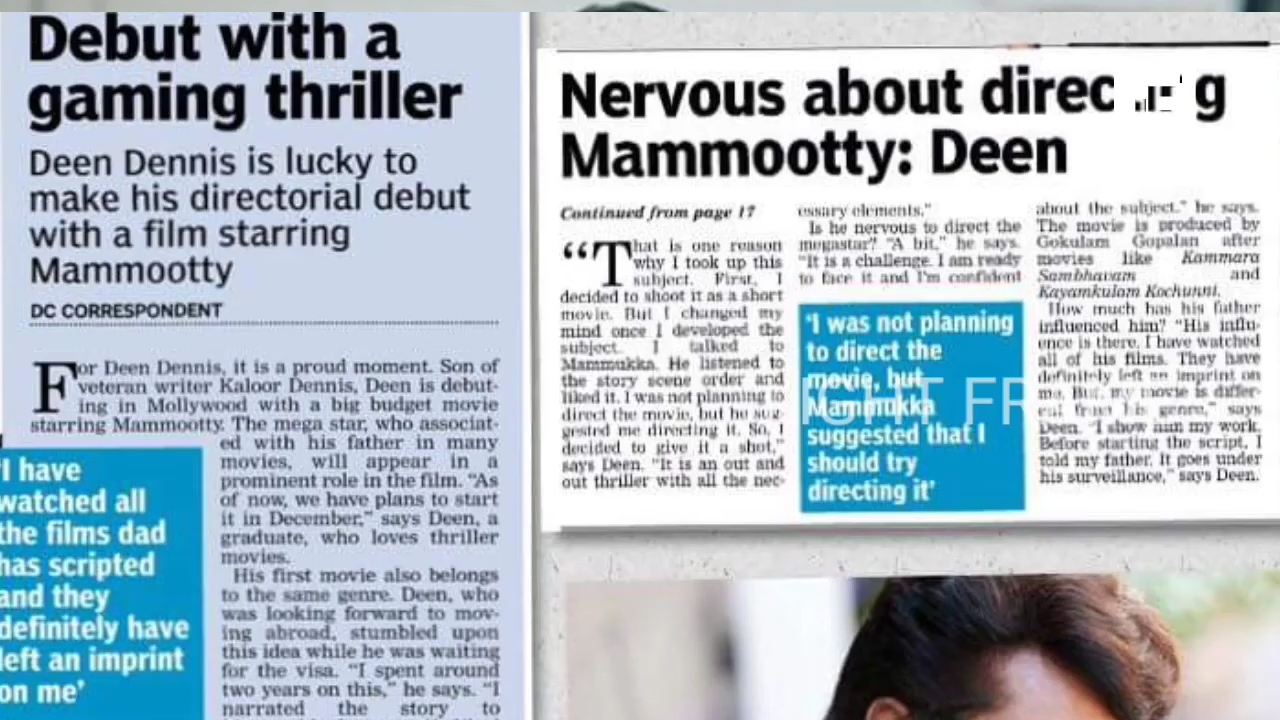 Debut with a
gaming thriller
Deen Dennis is lucky to
make his directorial debut
with a film starring
Mammootty
DC CORRESPONDENT
For Deen Dennis, it is a proud moment. Son of
veteran writer Kaloor Dennis, Deen is debut-
ing in Mollywood with a big budget movie
starring Mammootty. The mega star, who associat-
ed with his father in many
movies, will appear in a
prominent role in the film. “As
of now, we have plans to start
it in December,” says Deen, a
graduate, who loves thriller
movies.
His first movie also belongs
to the same genre. Deen, who
was looking forward to mov-
ing abroad, stumbled upon
this idea while he was waiting
for the visa. “I spent around
two years on this,” he says. “I
narrated the story to
‘I have
watched all
the films dad
has scripted
and they
definitely have
left an imprint
on me’
Nervous about direc g
Mammootty: Deen
Continued from page 17
“That is one reason
why I took up this
subject. First, I
decided to shoot it as a short
movie. But I changed my
mind once I developed the
subject. I talked to
Mammukka. He listened to
the story scene order and
liked it. I was not planning to
direct the movie, but he sug-
gested me directing it. So, I
decided to give it a shot,”
says Deen. “It is an out and
out thriller with all the nec-
essary elements.”
Is he nervous to direct the
megastar? “A bit,” he says.
“It is a challenge. I am ready
to face it and I'm confident
‘I was not planning
to direct the
movie, but
Mammukka
suggested that I
should try
directing it’
about the subject,” he says.
The movie is produced by
Gokulam Gopalan after
movies like Kammara
Sambhavam and
Kayamkulam Kochunni.
How much has his father
influenced him? “His influ-
ence is there. I have watched
all of his films. They have
definitely left an imprint on
me. But, my movie is differ-
ent from his genre,” says
Deen. “I show him my work.
Before starting the script, I
told my father. It goes under
his surveillance,” says Deen.